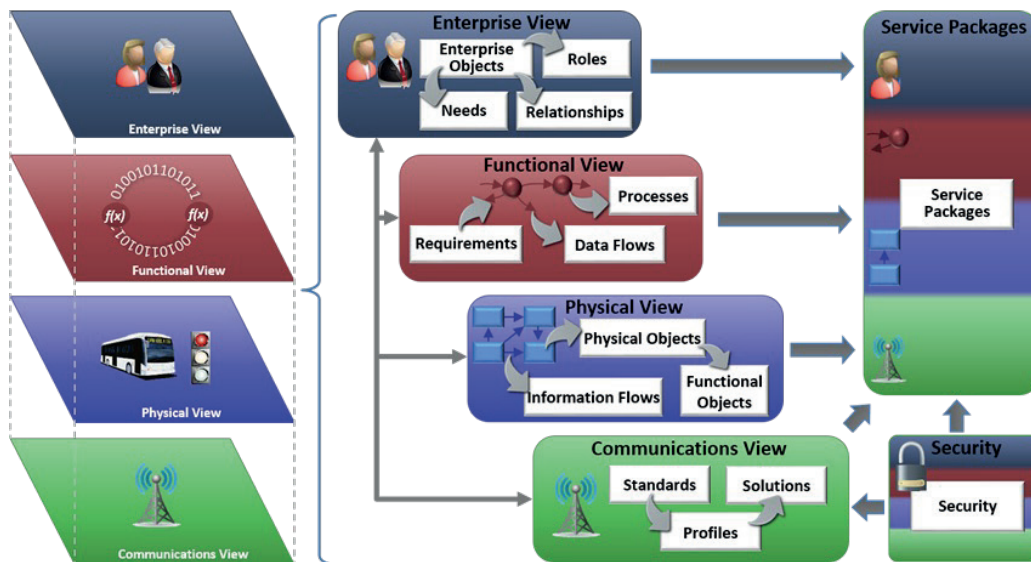 Enterprise View
0100101101011
f(x)
f(x)
Functional View
Physical View
Communications View
Enterprise View
Enterprise
Objects
Roles
Needs
Relationships
Functional View
Processes
Requirements
Data Flows
Physical View
Physical Objects
Information Flows
Functional
Objects
Communications View
Standards
Solutions
Profiles
Service Packages
Service
Packages
Security
Security